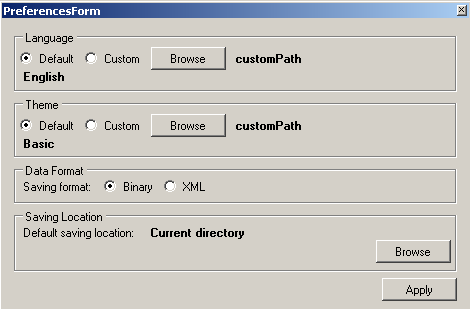 PreferencesForm
Language
Default Custom Browse customPath
English
Theme
Default Custom Browse customPath
Basic
Data Format
Saving format: Binary XML
Saving Location
Default saving location: Current directory
Browse
Apply